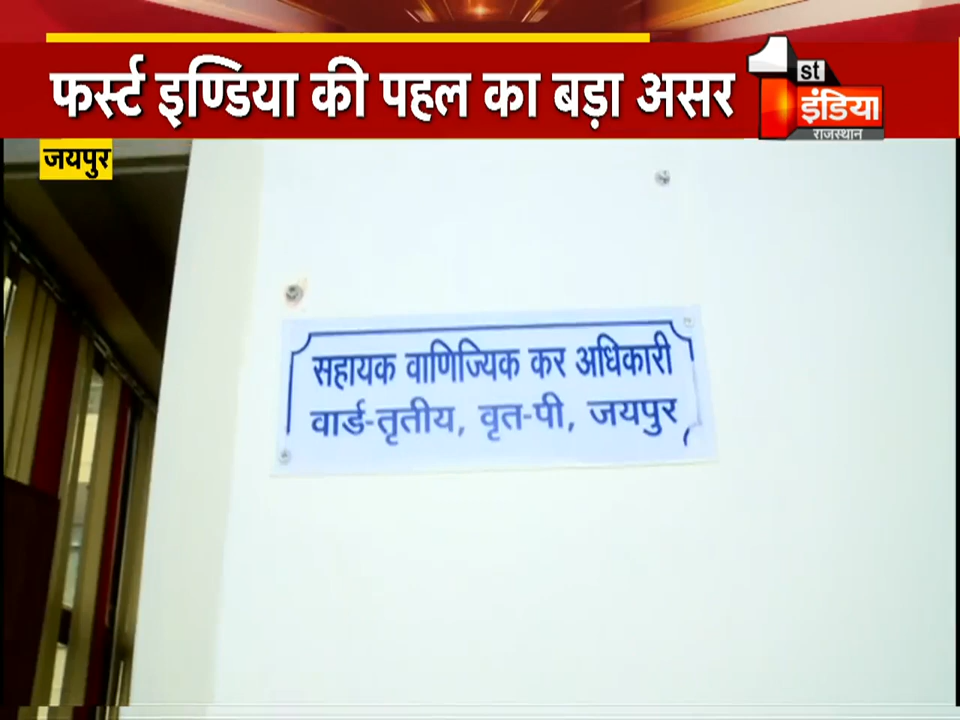 फर्स्ट इण्डिया की पहल का बड़ा असर
1st
इंडिया
राजस्थान
जयपुर
सहायक वाणिज्यिक कर अधिकारी
वार्ड-तृतीय, वृत-पी, जयपुर